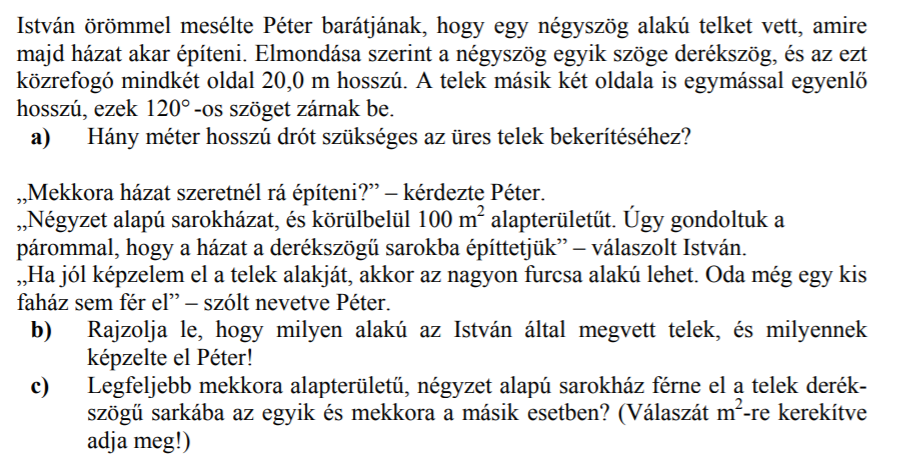 István örömmel mesélte Péter barátjának, hogy egy négyszög alakú telket vett, amire
majd házat akar építeni. Elmondása szerint a négyszög egyik szöge derékszög, és az ezt
közrefogó mindkét oldal 20,0 m hosszú. A telek másik két oldala is egymással egyenlő
hosszú, ezek 120° -os szöget zárnak be.
a) Hány méter hosszú drót szükséges az üres telek bekerítéséhez?
„Mekkora házat szeretnél rá építeni?” – kérdezte Péter.
„Négyzet alapú sarokházat, és körülbelül 100 m² alapterületűt. Úgy gondoltuk a
párommal, hogy a házat a derékszögű sarokba építtetjük” – válaszolt István.
„Ha jól képzelem el a telek alakját, akkor az nagyon furcsa alakú lehet. Oda még egy kis
faház sem fér el” – szólt nevetve Péter.
b) Rajzolja le, hogy milyen alakú az István által megvett telek, és milyennek
képzelte el Péter!
c) Legfeljebb mekkora alapterületű, négyzet alapú sarokház férne el a telek derék-
szögű sarkába az egyik és mekkora a másik esetben? (Válaszát m²-re kerekítve
adja meg!)